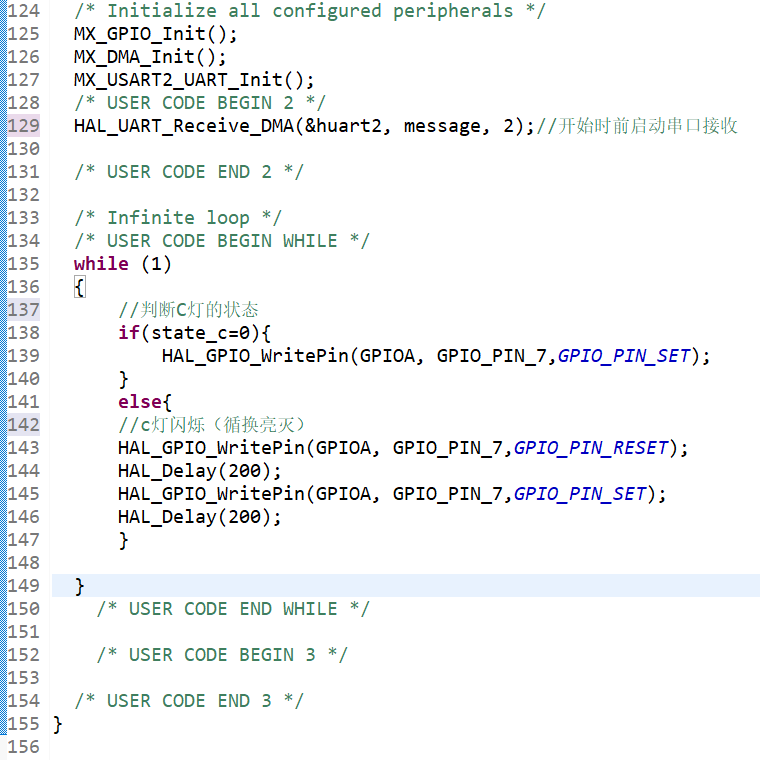 124 /* Initialize all configured peripherals */
125 MX_GPIO_Init();
126 MX_DMA_Init();
127 MX_USART2_UART_Init();
128 /* USER CODE BEGIN 2 */
129 HAL_UART_Receive_DMA(&huart2, message, 2);//开始时前启动串口接收
130
131 /* USER CODE END 2 */
132
133 /* Infinite loop */
134 /* USER CODE BEGIN WHILE */
135 while (1)
136 {
137 //判断C灯的状态
138 if(state_c=0){
139 HAL_GPIO_WritePin(GPIOA, GPIO_PIN_7,GPIO_PIN_SET);
140 }
141 else{
142 //c灯闪烁（循换亮灭）
143 HAL_GPIO_WritePin(GPIOA, GPIO_PIN_7,GPIO_PIN_RESET);
144 HAL_Delay(200);
145 HAL_GPIO_WritePin(GPIOA, GPIO_PIN_7,GPIO_PIN_SET);
146 HAL_Delay(200);
147 }
148
149 }
150 /* USER CODE END WHILE */
151
152 /* USER CODE BEGIN 3 */
153
154 /* USER CODE END 3 */
155 }
156